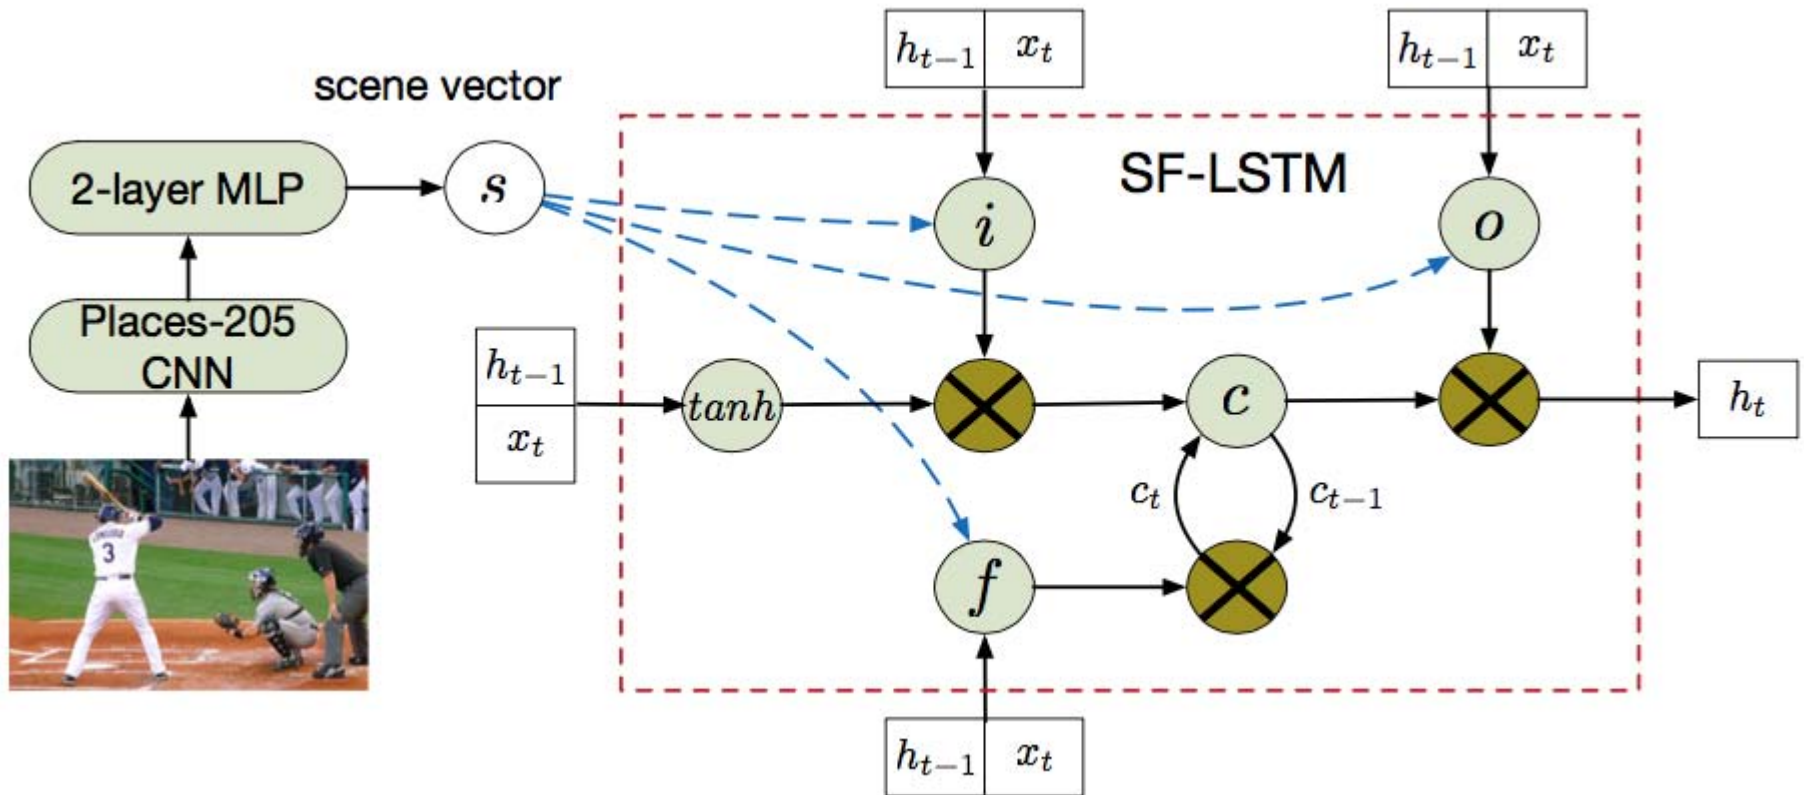 scene vector
2-layer MLP
s
Places-205
CNN
3
h_{t-1} x_t
h_{t-1} x_t
SF-LSTM
i
o
h_{t-1}
x_t
tanh
c
h_t
c_t
c_{t-1}
f
h_{t-1} x_t